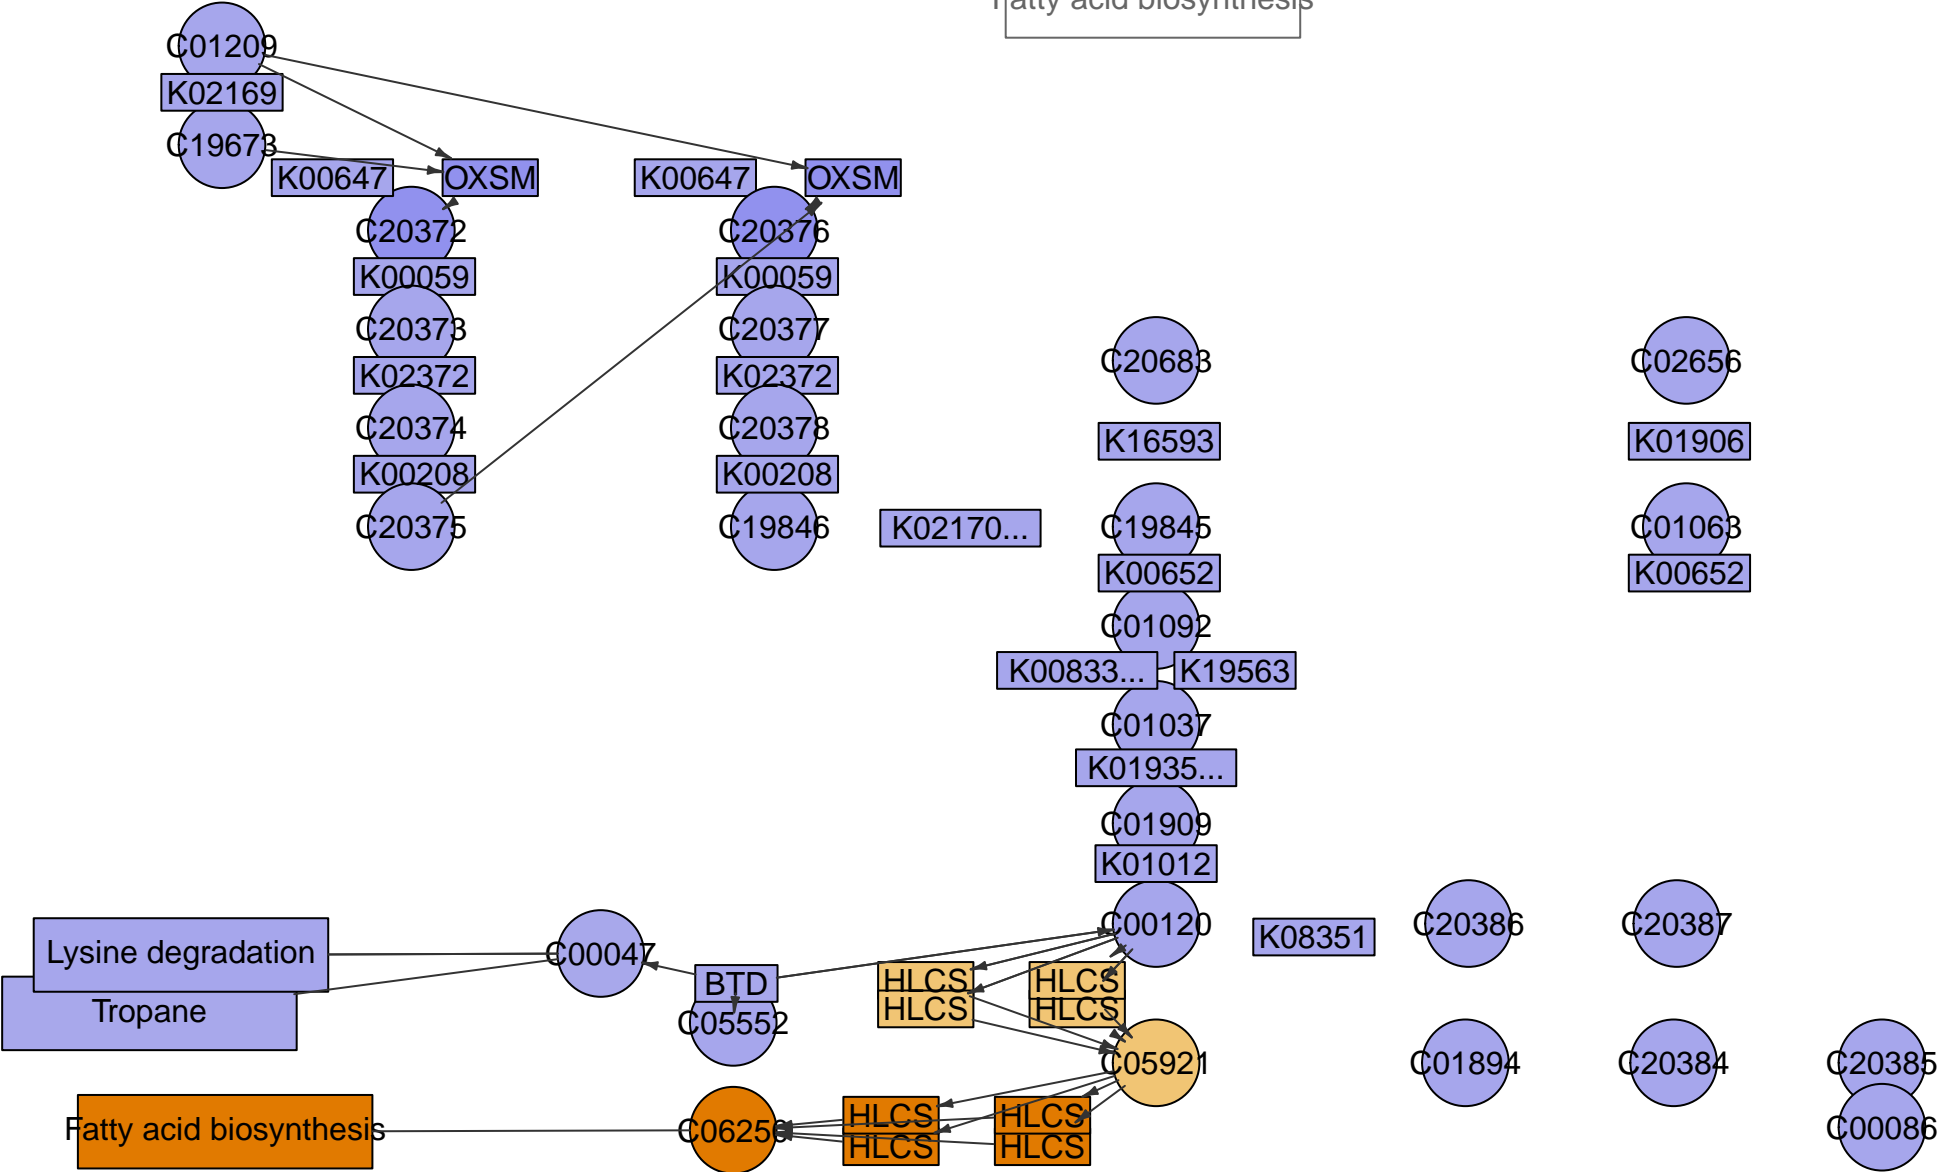 Fatty acid biosynthesis
C01209
K02169
C19673
K00647
OXSM
K00647
OXSM
C20372
C20376
K00059
K00059
C20373
C20377
K02372
K02372
C20683
C02656
C20374
C20378
K16593
K01906
K00208
K00208
C20375
C19846
K02170...
C19845
C01063
K00652
K00652
C01092
K00833...
K19563
C01037
K01935...
C01909
K01012
C00120
K08351
C20386
C20387
Lysine degradation
C00047
BTD
HLCS
HLCS
Tropane
C05552
HLCS
HLCS
C05921
C01894
C20384
C20385
Fatty acid biosynthesis
C06250
HLCS
HLCS
HLCS
HLCS
C00086